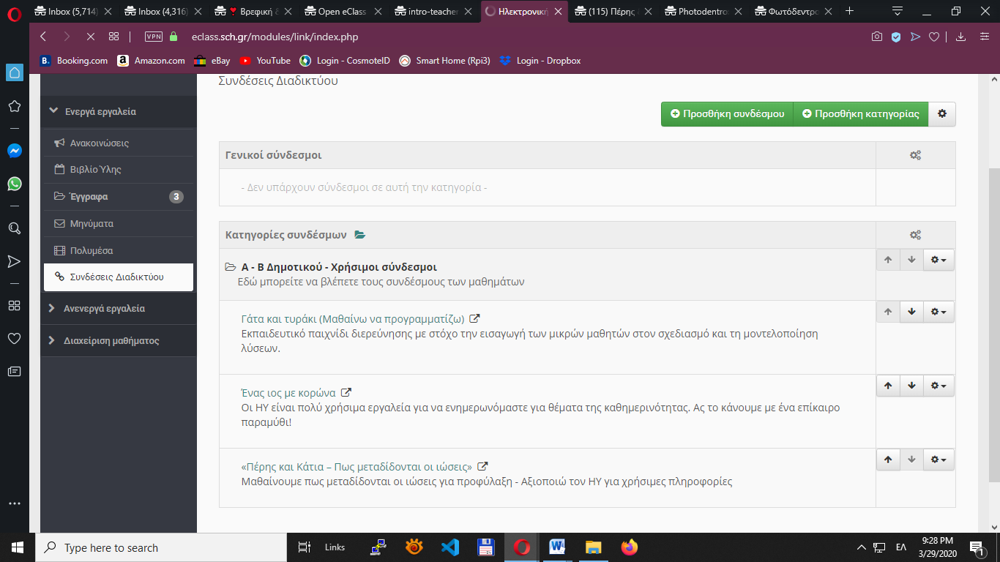 Inbox (5,714)
Inbox (4,316)
Βρεφική &
Open eClass
intro-teacher
Ηλεκτρονική
(115) Πέρης
Photodentro
Φωτόδεντρο
VPN
eclass.sch.gr/modules/link/index.php
B. Booking.com
a Amazon.com
eBay
YouTube
Login - CosmoteID
Smart Home (Rpi3)
Login - Dropbox
Συνδέσεις Διαδικτύου
Ενεργά εργαλεία
Ανακοινώσεις
Βιβλίο Ύλης
Έγγραφα 3
Μηνύματα
Πολυμέσα
Συνδέσεις Διαδικτύου
Ανενεργά εργαλεία
Διαχείριση μαθήματος
Προσθήκη συνδέσμου
Προσθήκη κατηγορίας
Γενικοί σύνδεσμοι
- Δεν υπάρχουν σύνδεσμοι σε αυτή την κατηγορία -
Κατηγορίες συνδέσμων
Α - Β Δημοτικού - Χρήσιμοι σύνδεσμοι
Εδώ μπορείτε να βλέπετε τους συνδέσμους των μαθημάτων
Γάτα και τυράκι (Μαθαίνω να προγραμματίζω)
Εκπαιδευτικό παιχνίδι διερεύνησης με στόχο την εισαγωγή των μικρών μαθητών στον σχεδιασμό και τη μοντελοποίηση
λύσεων.
Ένας ιος με κορώνα
Οι ΗΥ είναι πολύ χρήσιμα εργαλεία για να ενημερωνόμαστε για θέματα της καθημερινότητας. Ας το κάνουμε με ένα επίκαιρο
παραμύθι!
«Πέρης και Κάτια – Πως μεταδίδονται οι ιώσεις»
Μαθαίνουμε πως μεταδίδονται οι ιώσεις για προφύλαξη - Αξιοποιώ τον ΗΥ για χρήσιμες πληροφορίες
Type here to search
Links
ΕΛ
9:28 PM
3/29/2020
1